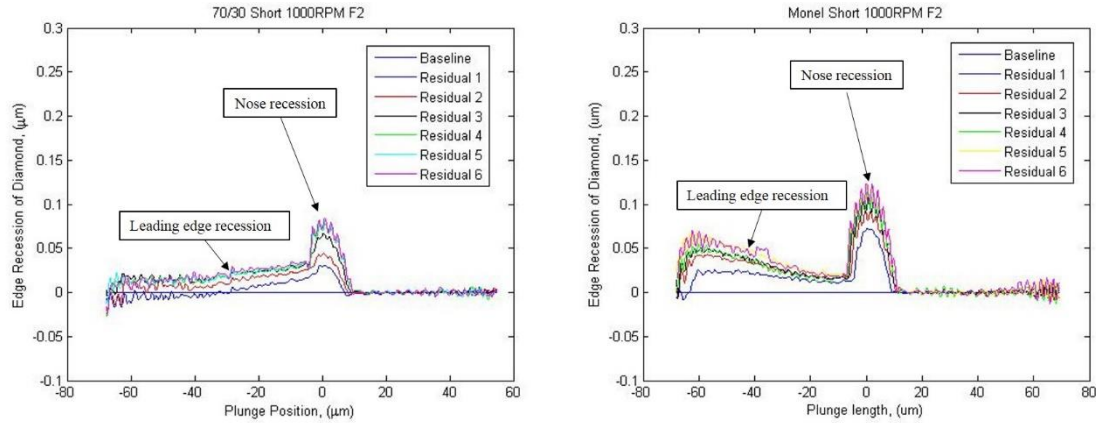 70/30 Short 1000RPM F2
0.3
0.25
0.2
0.15
0.1
0.05
0
0.05
-0.1
Edge Recession of Diamond, (μm)
-80 -60 -40 -20 0 20 40 60
Plunge Position, (μm)
Baseline
Residual 1
Residual 2
Residual 3
Residual 4
Residual 5
Residual 6
Nose recession
Leading edge recession
Monel Short 1000RPM F2
0.3
0.25
0.2
0.15
0.1
0.05
0
0.05
-0.1
Edge Recession of Diamond, (um)
-80 -60 -40 -20 0 20 40 60 80
Plunge length, (um)
Baseline
Residual 1
Residual 2
Residual 3
Residual 4
Residual 5
Residual 6
Nose recession
Leading edge recession